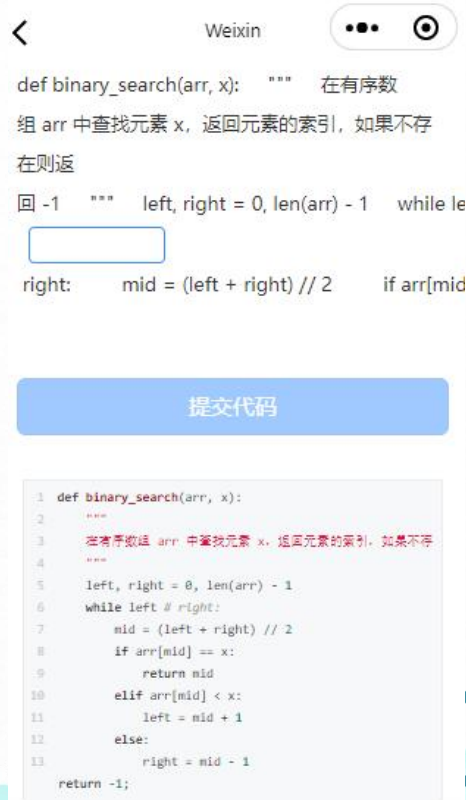 Weixin
def binary_search(arr, x): """ 在有序数
组 arr 中查找元素 x，返回元素的索引，如果不存
在则返
回 -1 """ left, right = 0, len(arr) - 1 while le
right: mid = (left + right) // 2 if arr[mid
提交代码
1 def binary_search(arr, x):
2 """
3 在有序数组 arr 中查找元素 x，返回元素的索引，如果不存
4 """
5 left, right = 0, len(arr) - 1
6 while left # right:
7 mid = (left + right) // 2
8 if arr[mid] == x:
9 return mid
10 elif arr[mid] < x:
11 left = mid + 1
12 else:
13 right = mid - 1
return -1;